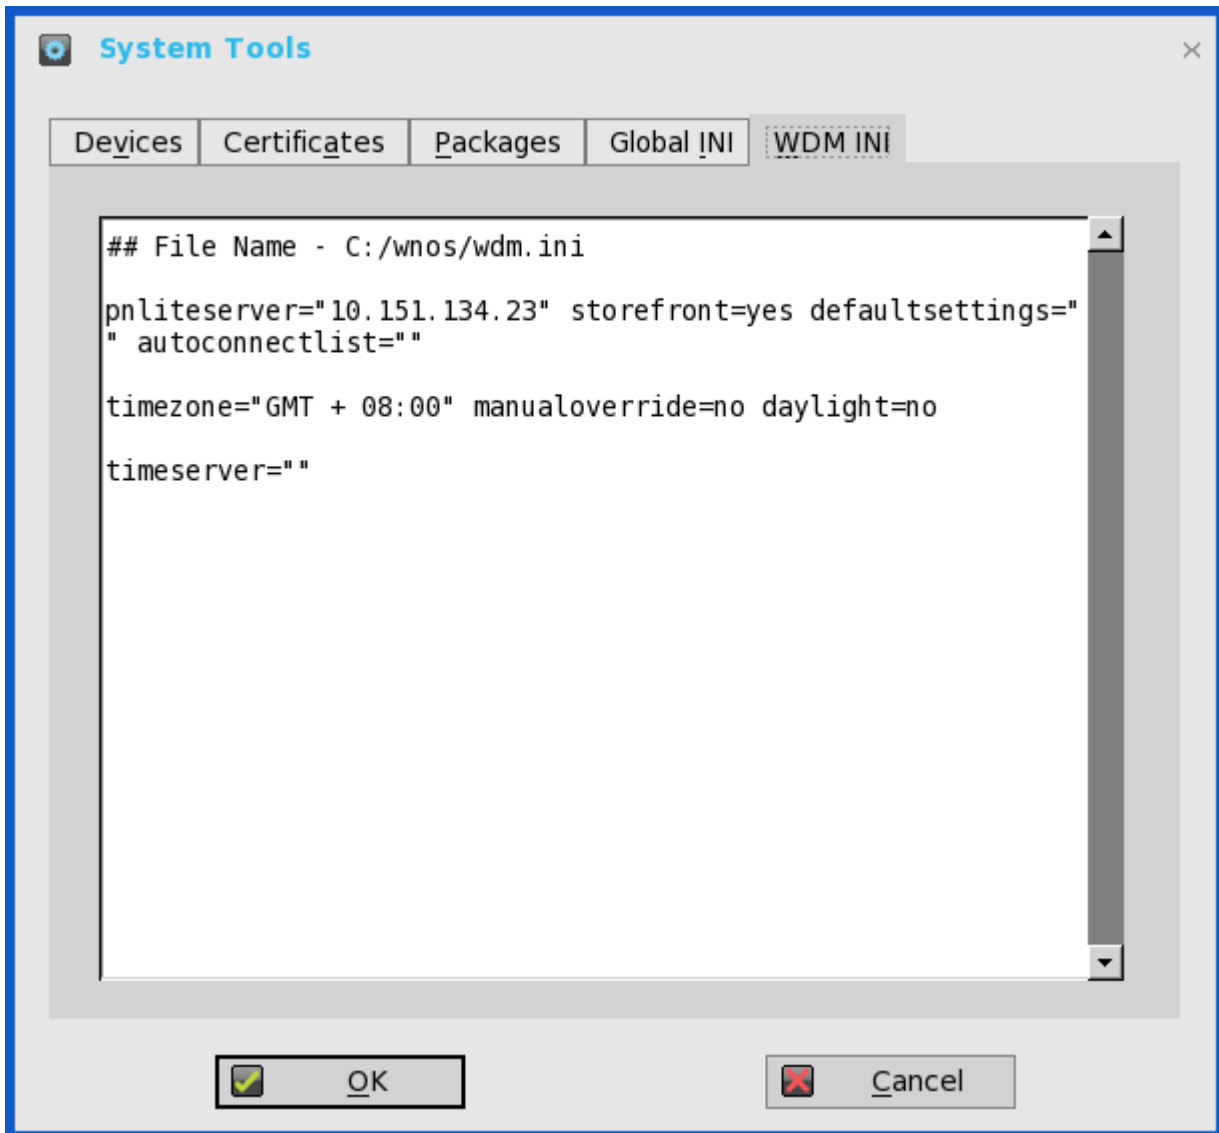 System Tools
Devices Certificates Packages Global INI WDM INI
## File Name - C:/wnos/wdm.ini
pnliteserver="10.151.134.23" storefront=yes defaultsettings="
" autoconnectlist=""
timezone="GMT + 08:00" manualoverride=no daylight=no
timeserver=""
OK Cancel